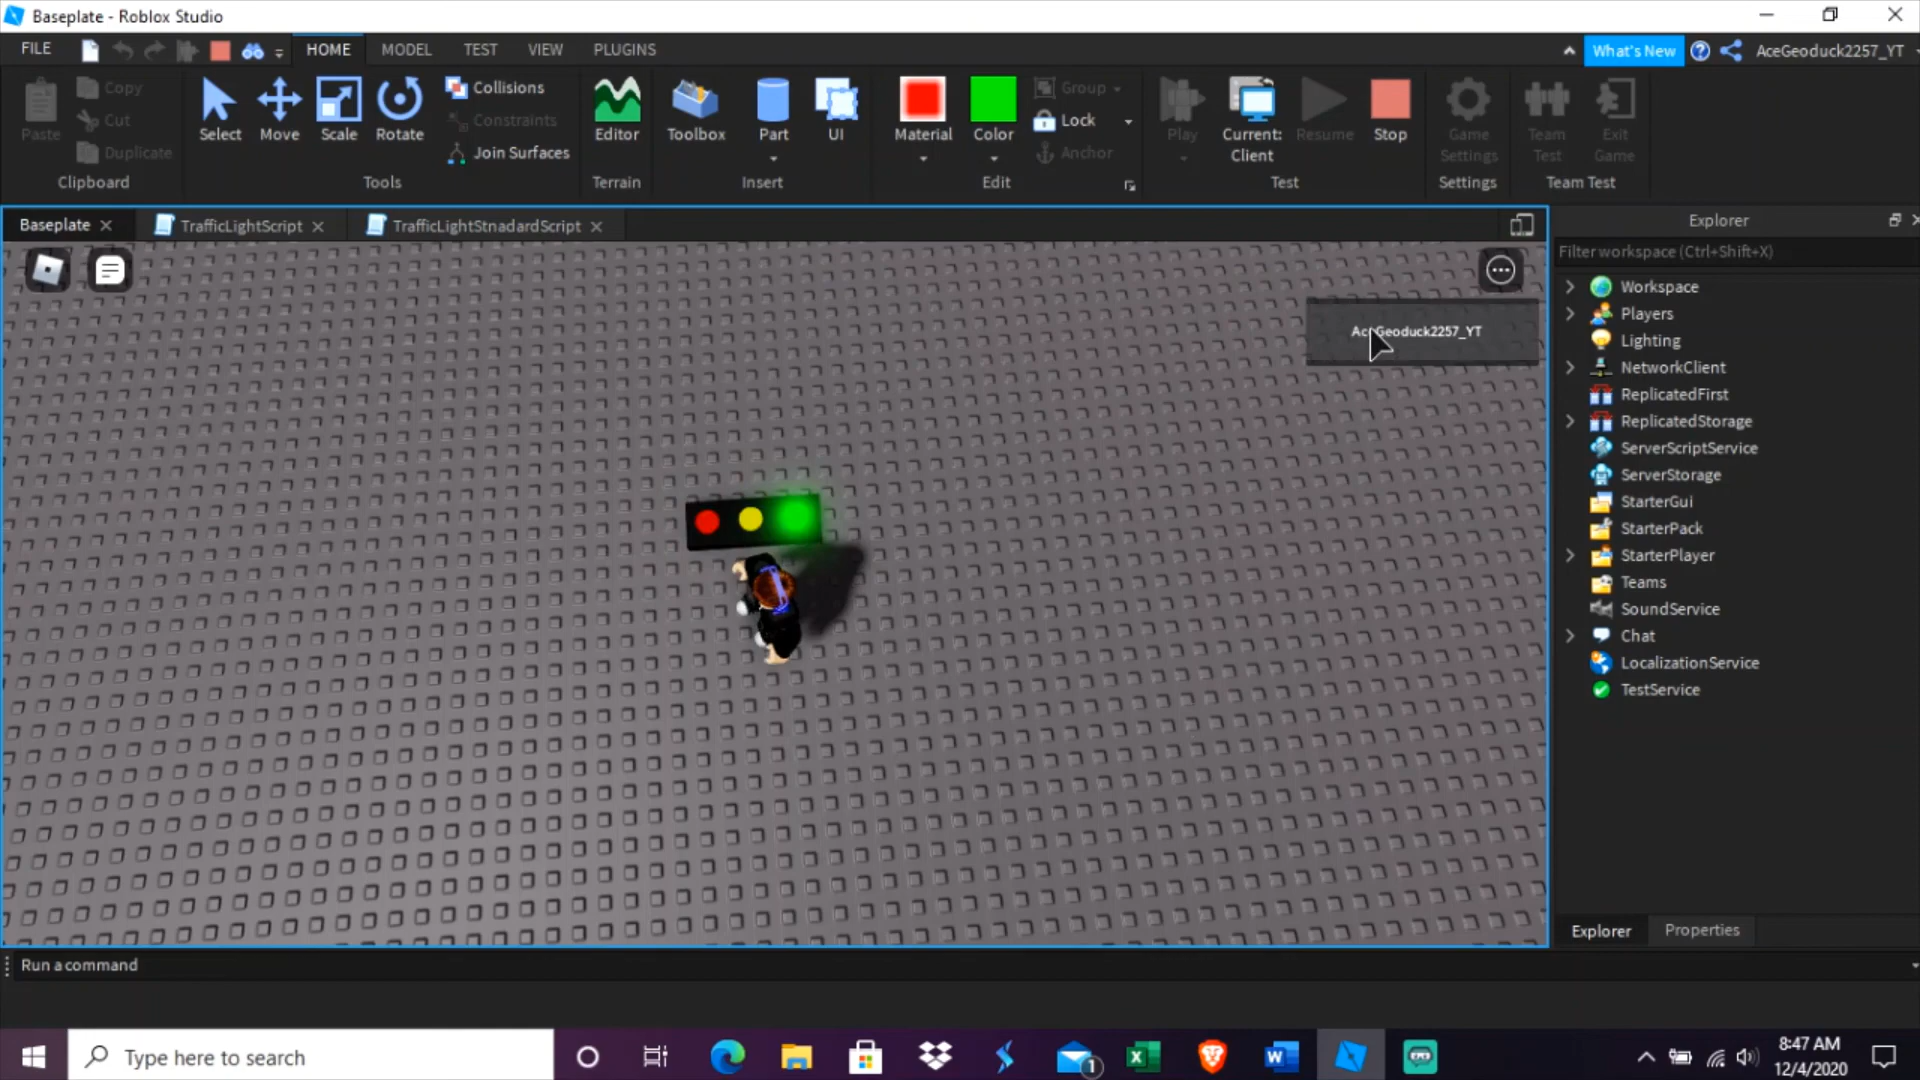 Baseplate - Roblox Studio
FILE HOME MODEL TEST VIEW PLUGINS What's New AceGeoduck2257_YT
Paste Copy Cut Duplicate
Clipboard
Select Move Scale Rotate Collisions Constraints Join Surfaces
Tools
Editor
Terrain
Toolbox Part UI
Insert
Material Color Group Lock Anchor
Edit
Play Current: Client Resume Stop
Test
Game Settings
Settings
Team Test Exit Game
Team Test
Baseplate TrafficLightScript TrafficLightStnadardScript
AceGeoduck2257_YT
Explorer
Filter workspace (Ctrl+Shift+X)
Workspace
Players
Lighting
NetworkClient
ReplicatedFirst
ReplicatedStorage
ServerScriptService
ServerStorage
StarterGui
StarterPack
StarterPlayer
Teams
SoundService
Chat
LocalizationService
TestService
Explorer Properties
Run a command
Type here to search
1
8:47 AM
12/4/2020